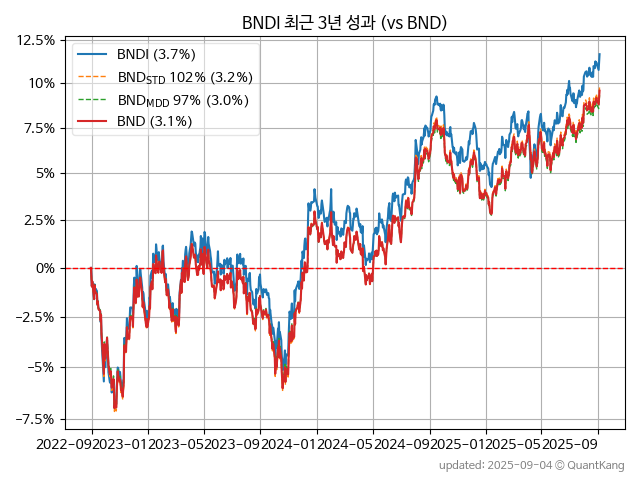 BNDI 최근 3년 성과 (vs BND)
12.5%
10%
7.5%
5%
2.5%
0%
−2.5%
−5%
−7.5%
BNDI (3.7%)
BND_STD 102% (3.2%)
BND_MDD 97% (3.0%)
BND (3.1%)
2022-09 2023-01 2023-05 2023-09 2024-01 2024-05 2024-09 2025-01 2025-05 2025-09
updated: 2025-09-04 © QuantKang